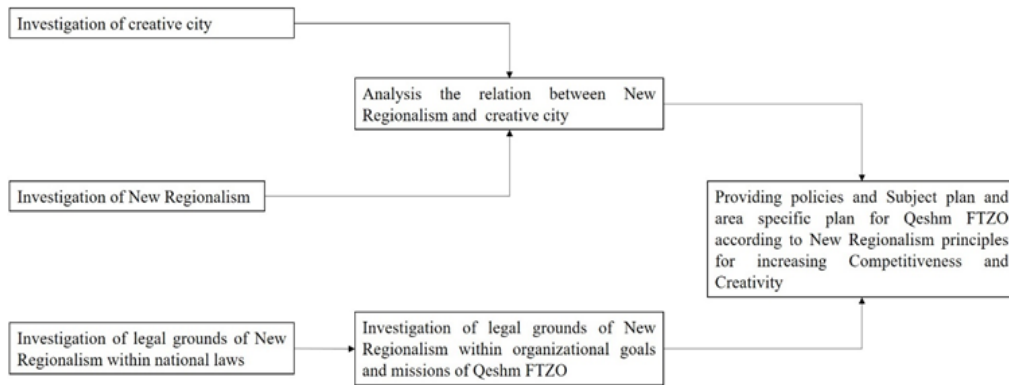 Investigation of creative city
Analysis the relation between New
Regionalism and creative city
Investigation of New Regionalism
Providing policies and Subject plan and
area specific plan for Qeshm FTZO
according to New Regionalism principles
for increasing Competitiveness and
Creativity
Investigation of legal grounds of New
Regionalism within national laws
Investigation of legal grounds of New
Regionalism within organizational goals
and missions of Qeshm FTZO